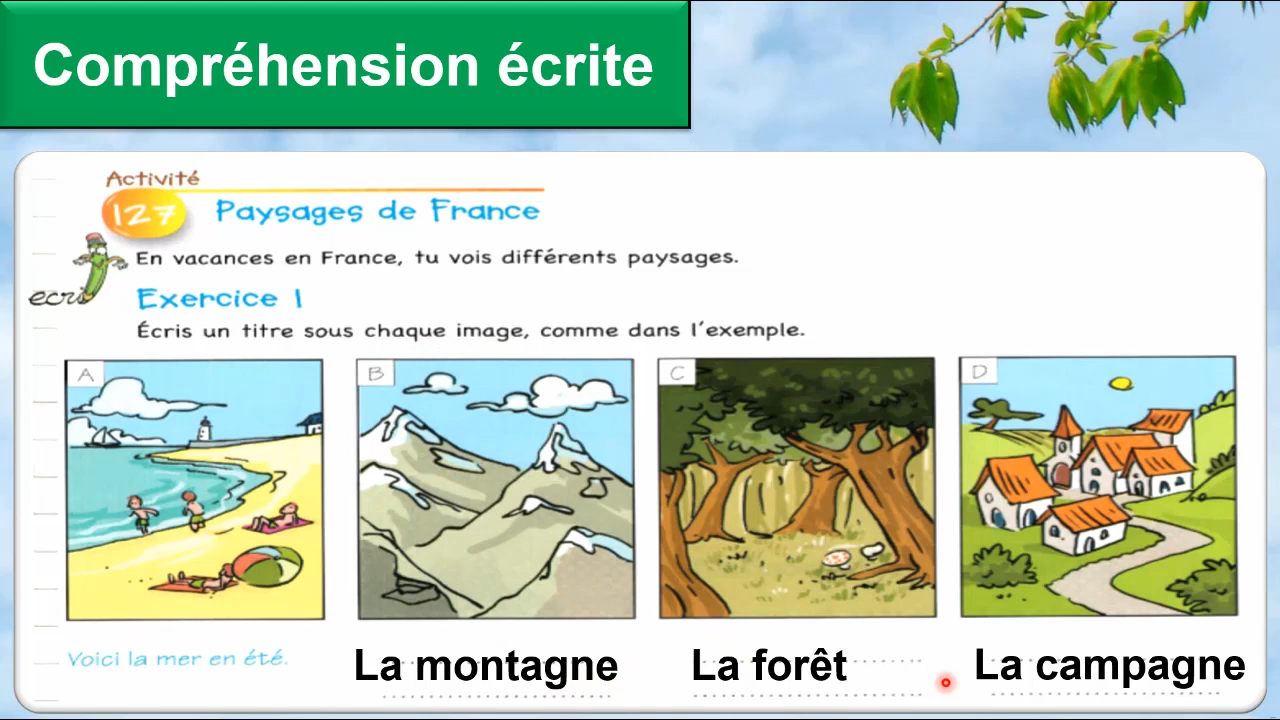 Compréhension écrite
Activité
127 Paysages de France
En vacances en France, tu vois différents paysages.
écris
Exercice 1
Écris un titre sous chaque image, comme dans l'exemple.
A
B
C
D
Voici la mer en été.
La montagne
La forêt
La campagne